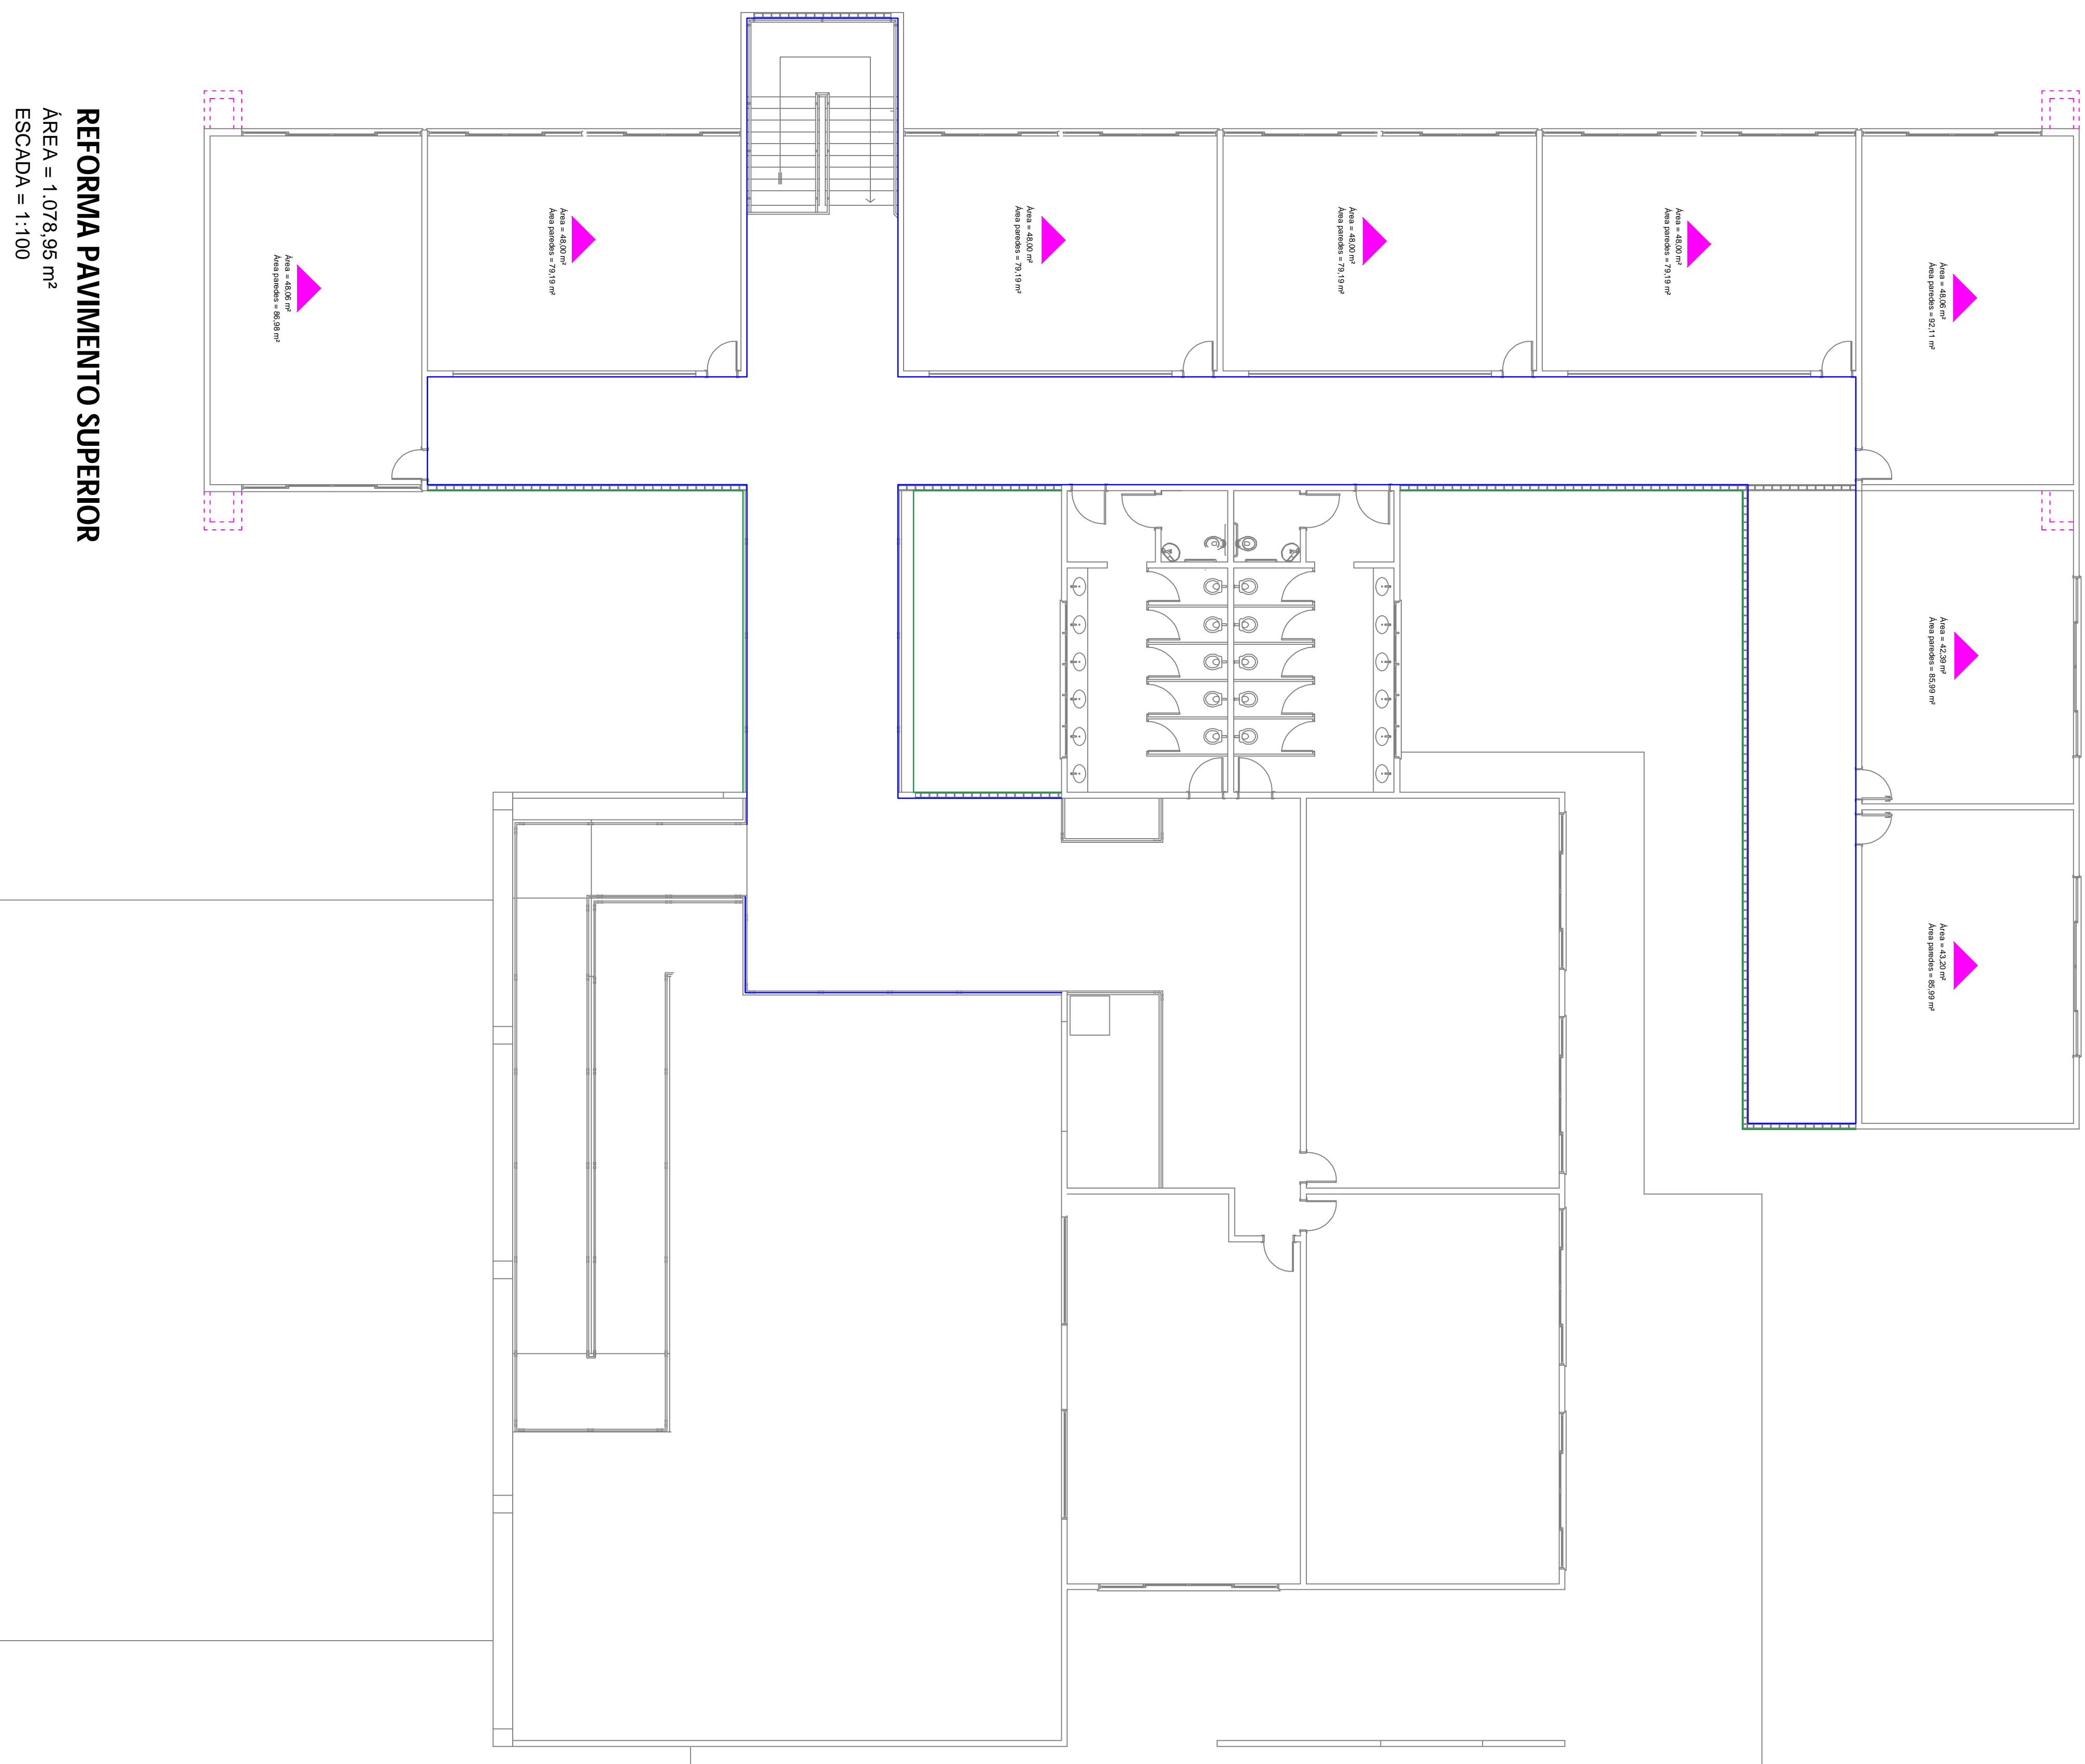 REFORMA PAVIMENTO SUPERIOR
ÁREA = 1.078,95 m²
ESCADA = 1:100
Área = 48,06 m²
Área paredes = 86,98 m²
Área = 48,00 m²
Área paredes = 79,19 m²
Área = 48,00 m²
Área paredes = 79,19 m²
Área = 48,00 m²
Área paredes = 79,19 m²
Área = 48,00 m²
Área paredes = 79,19 m²
Área = 48,06 m²
Área paredes = 92,11 m²
Área = 42,39 m²
Área paredes = 85,99 m²
Área = 43,20 m²
Área paredes = 85,99 m²